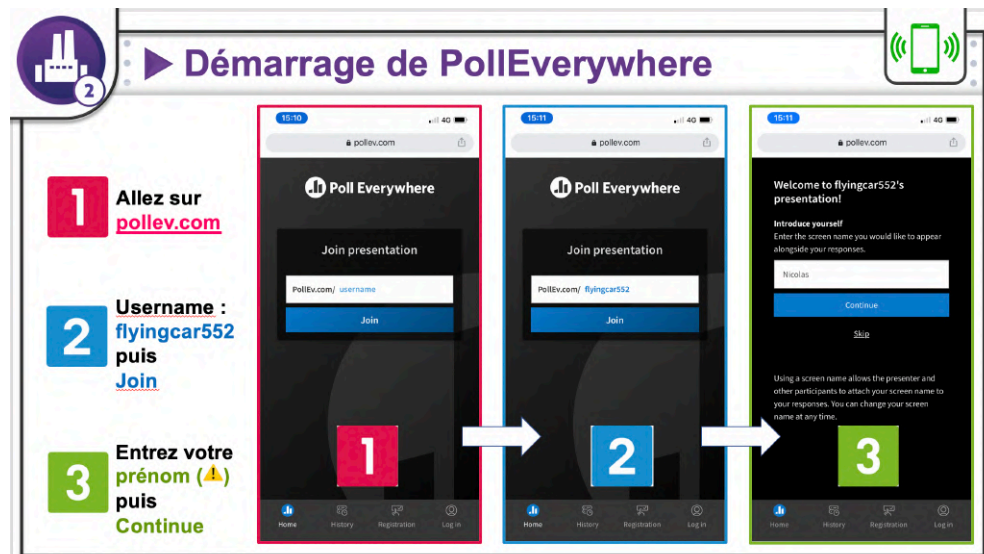 2
Démarrage de PollEverywhere
1
Allez sur
pollev.com
2
Username :
flyingcar552
puis
Join
3
Entrez votre
prénom (⚠)
puis
Continue
15:10
4G
pollev.com
Poll Everywhere
Join presentation
PollEv.com/ username
Join
1
Home History Registration Log in
15:11
4G
pollev.com
Poll Everywhere
Join presentation
PollEv.com/ flyingcar552
Join
2
Home History Registration Log in
15:11
4G
pollev.com
Welcome to flyingcar552's
presentation!
Introduce yourself
Enter the screen name you would like to appear
alongside your responses.
Nicolas
Continue
Skip
Using a screen name allows the presenter and
other participants to attach your screen name to
your responses. You can change your screen
name at any time.
3
Home History Registration Log in